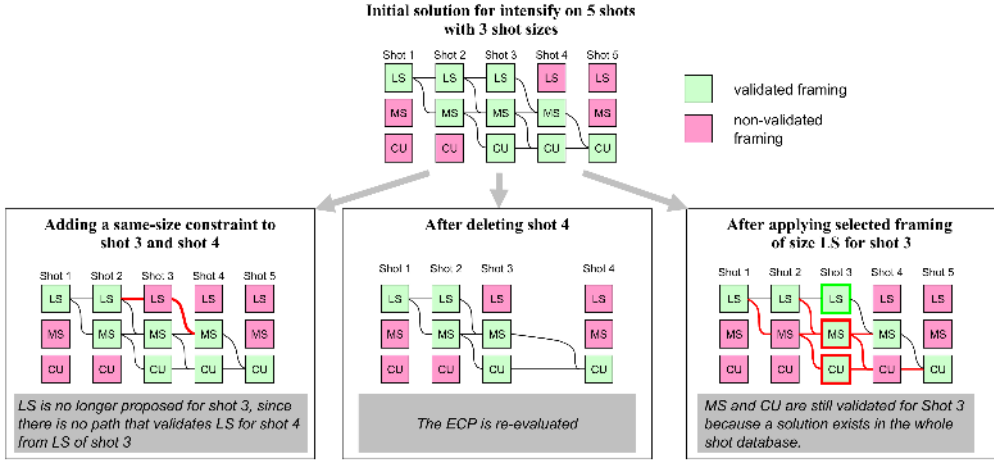 Initial solution for intensify on 5 shots
with 3 shot sizes
Shot 1 Shot 2 Shot 3 Shot 4 Shot 5
LS LS LS LS LS
MS MS MS MS MS
CU CU CU CU CU
validated framing
non-validated
framing
Adding a same-size constraint to
shot 3 and shot 4
Shot 1 Shot 2 Shot 3 Shot 4 Shot 5
LS LS LS LS LS
MS MS MS MS MS
CU CU CU CU CU
LS is no longer proposed for shot 3, since
there is no path that validates LS for shot 4
from LS of shot 3
After deleting shot 4
Shot 1 Shot 2 Shot 3 Shot 4
LS LS LS LS
MS MS MS MS
CU CU CU CU
The ECP is re-evaluated
After applying selected framing
of size LS for shot 3
Shot 1 Shot 2 Shot 3 Shot 4 Shot 5
LS LS LS LS LS
MS MS MS MS MS
CU CU CU CU CU
MS and CU are still validated for Shot 3
because a solution exists in the whole
shot database.